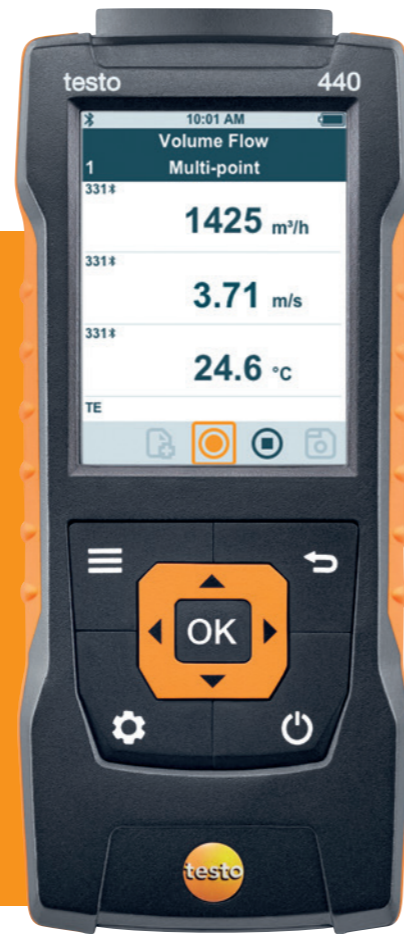 testo 440
10:01 AM
Volume Flow
1 Multi-point
331
1425 m³/h
331
3.71 m/s
331
24.6 °C
TE
OK
testo